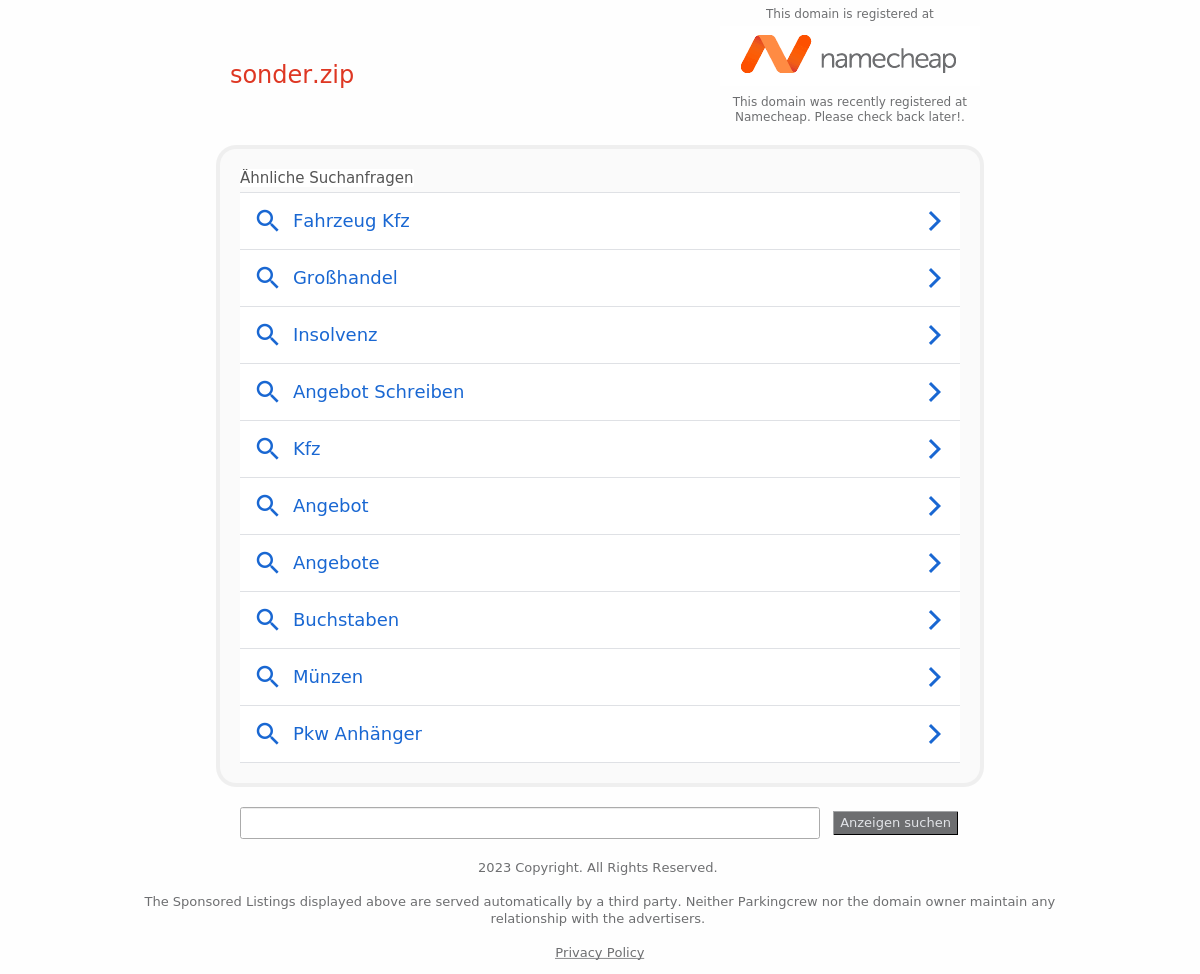 This domain is registered at
namecheap
sonder.zip
This domain was recently registered at
Namecheap. Please check back later!.
Ähnliche Suchanfragen
Fahrzeug Kfz
Großhandel
Insolvenz
Angebot Schreiben
Kfz
Angebot
Angebote
Buchstaben
Münzen
Pkw Anhänger
Anzeigen suchen
2023 Copyright. All Rights Reserved.
The Sponsored Listings displayed above are served automatically by a third party. Neither Parkingcrew nor the domain owner maintain any
relationship with the advertisers.
Privacy Policy